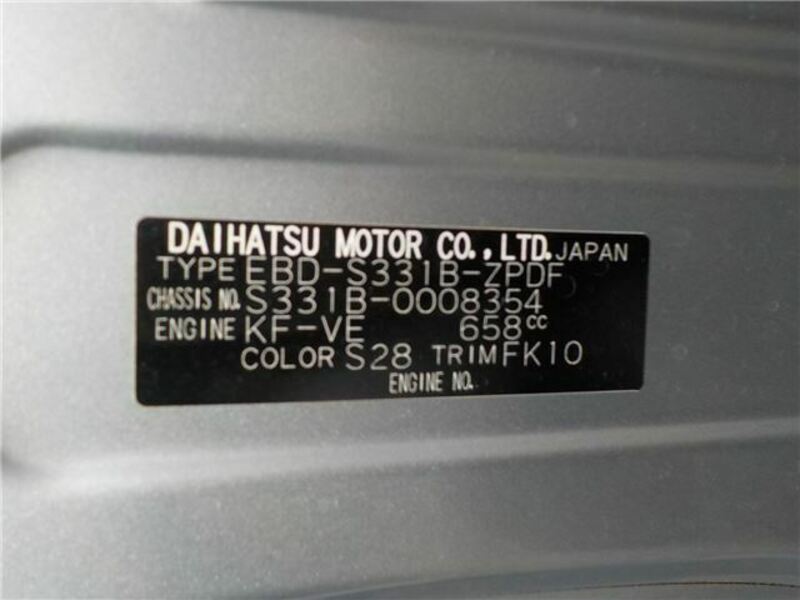 DAIHATSU MOTOR CO., LTD. JAPAN
TYPE EBD-S331B-ZPDF
CHASSIS NO. S331B-0008354
ENGINE KF-VE 658cc
COLOR S28 TRIM FK10
ENGINE NO.